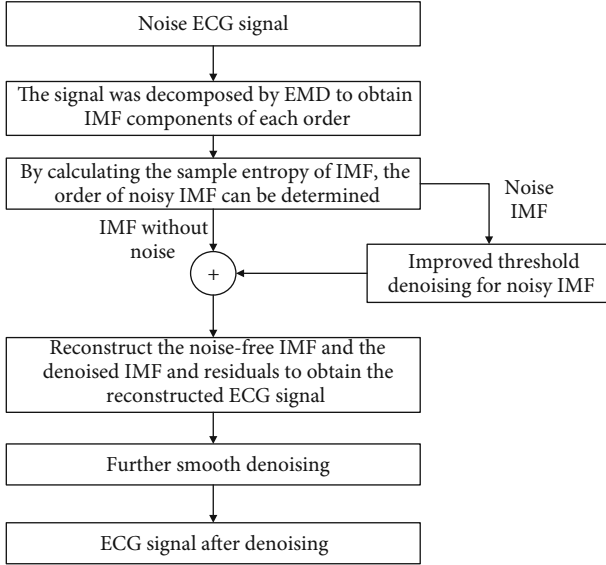 Noise ECG signal
The signal was decomposed by EMD to obtain
IMF components of each order
By calculating the sample entropy of IMF, the
order of noisy IMF can be determined
Noise
IMF
IMF without
noise
+
Improved threshold
denoising for noisy IMF
Reconstruct the noise-free IMF and the
denoised IMF and residuals to obtain the
reconstructed ECG signal
Further smooth denoising
ECG signal after denoising